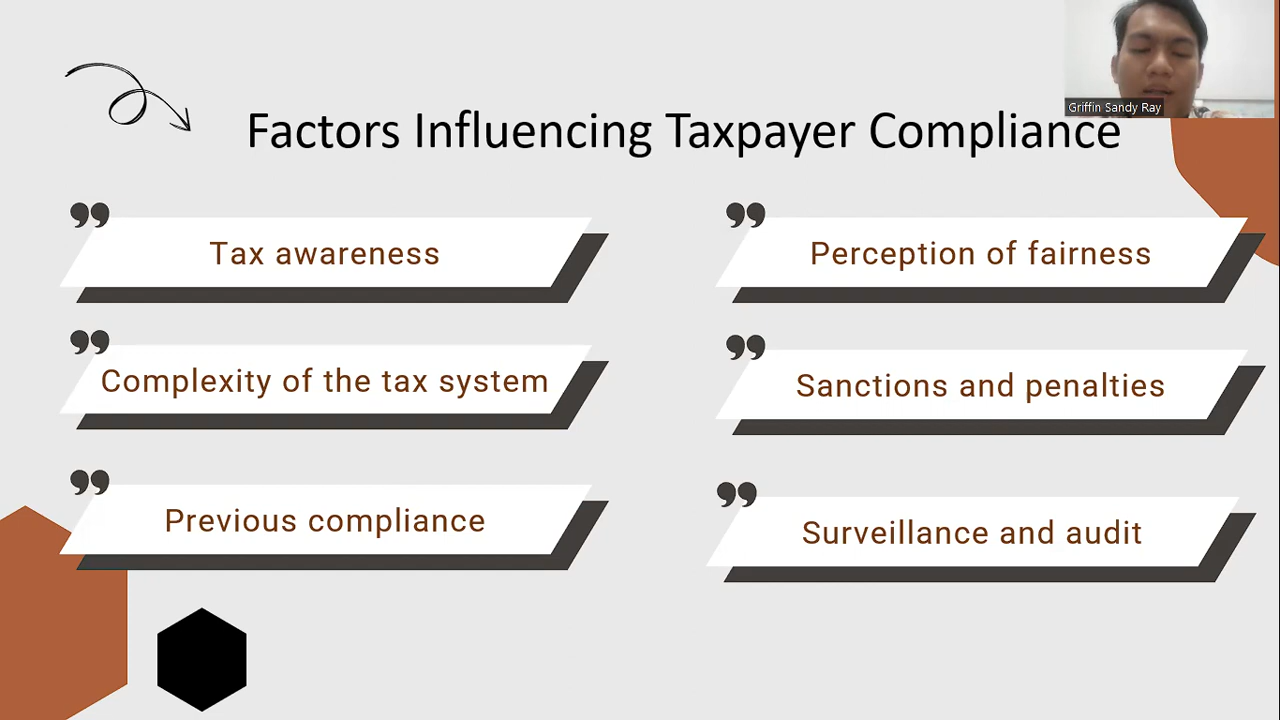 Griffin Sandy Ray
Factors Influencing Taxpayer Compliance
Tax awareness
Perception of fairness
Complexity of the tax system
Sanctions and penalties
Previous compliance
Surveillance and audit